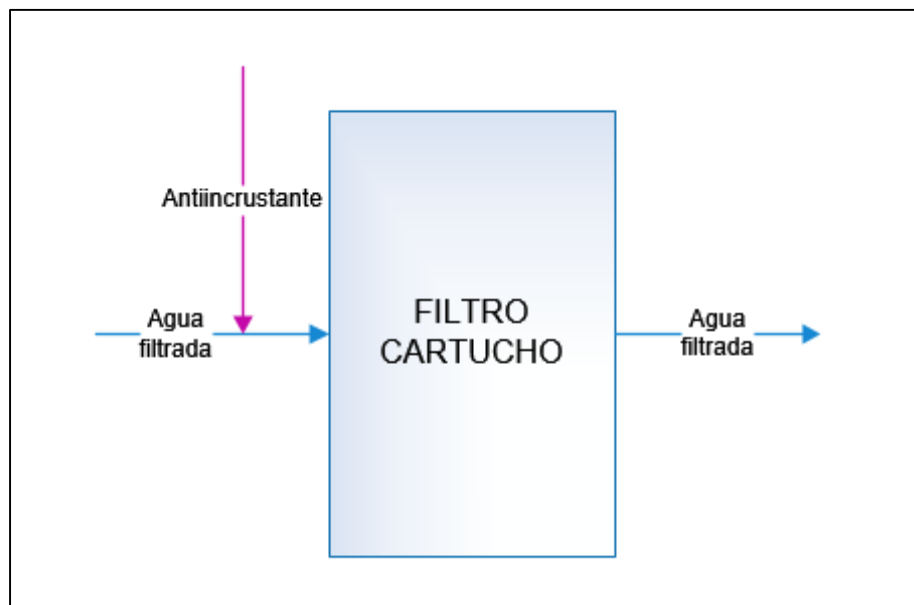 Antiincrustante
Agua
filtrada
FILTRO
CARTUCHO
Agua
filtrada